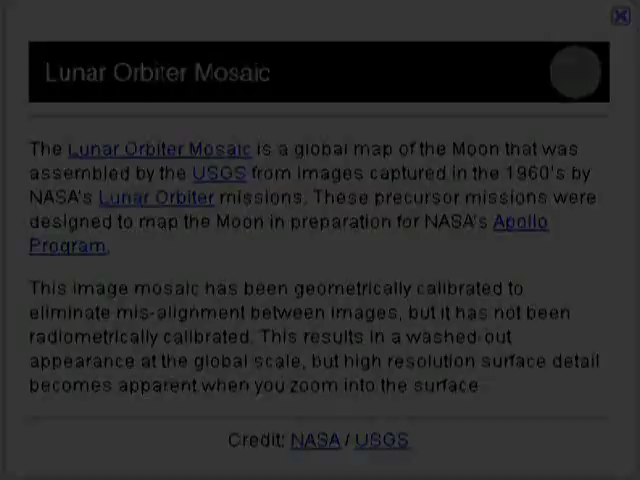 Lunar Orbiter Mosaic
The Lunar Orbiter Mosaic is a global map of the Moon that was
assembled by the USGS from images captured in the 1960's by
NASA's Lunar Orbiter missions. These precursor missions were
designed to map the Moon in preparation for NASA's Apollo
Program.
This image mosaic has been geometrically calibrated to
eliminate mis-alignment between images, but it has not been
radiometrically calibrated. This results in a washed-out
appearance at the global scale, but high resolution surface detail
becomes apparent when you zoom into the surface.
Credit: NASA / USGS